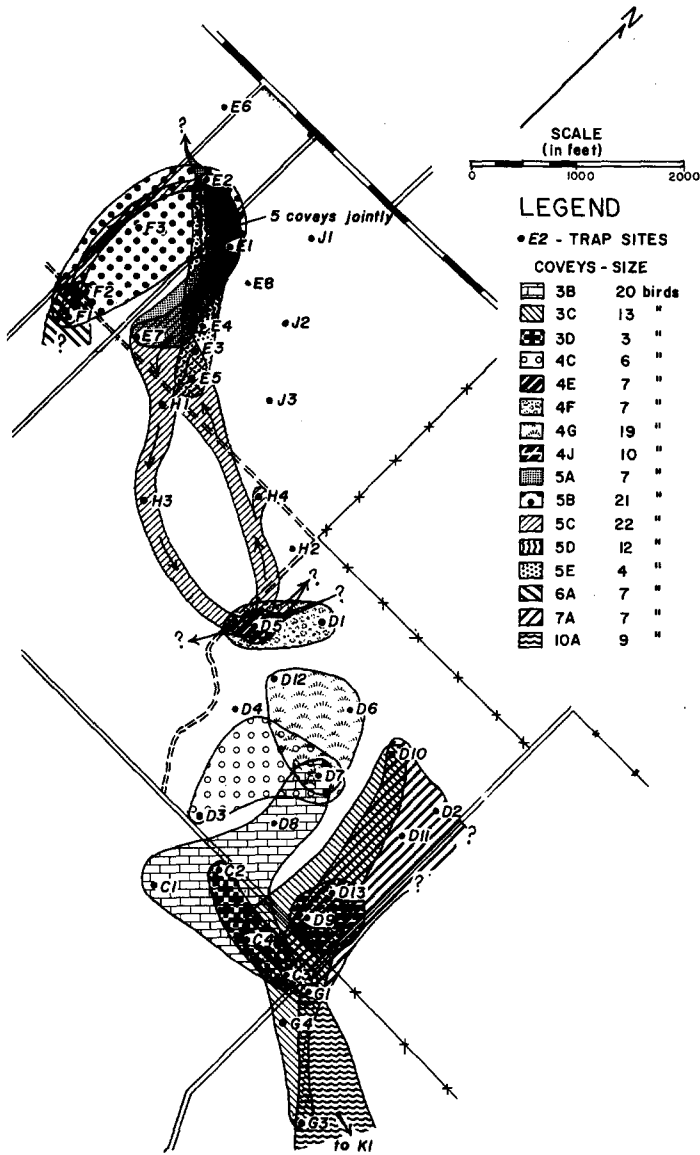 N
SCALE
(in feet)
0 1000 2000
LEGEND
• E2 - TRAP SITES
COVEYS - SIZE
3B 20 birds
3C 13 "
3D 3 "
4C 6 "
4E 7 "
4F 7 "
4G 19 "
4J 10 "
5A 7 "
5B 21 "
5C 22 "
5D 12 "
5E 4 "
6A 7 "
7A 7 "
10A 9 "
E6
?
E2
5 coveys jointly
F3
E1
J1
E8
F2
F1
?
E7
E4
J2
E3
E5
H1
J3
H3
H4
H2
?
?
?
D5
D1
D12
D4
D6
D10
D7
D3
D8
D2
D11
?
C2
C1
?
D13
D9
C4
C3
G1
G4
G3
to K1